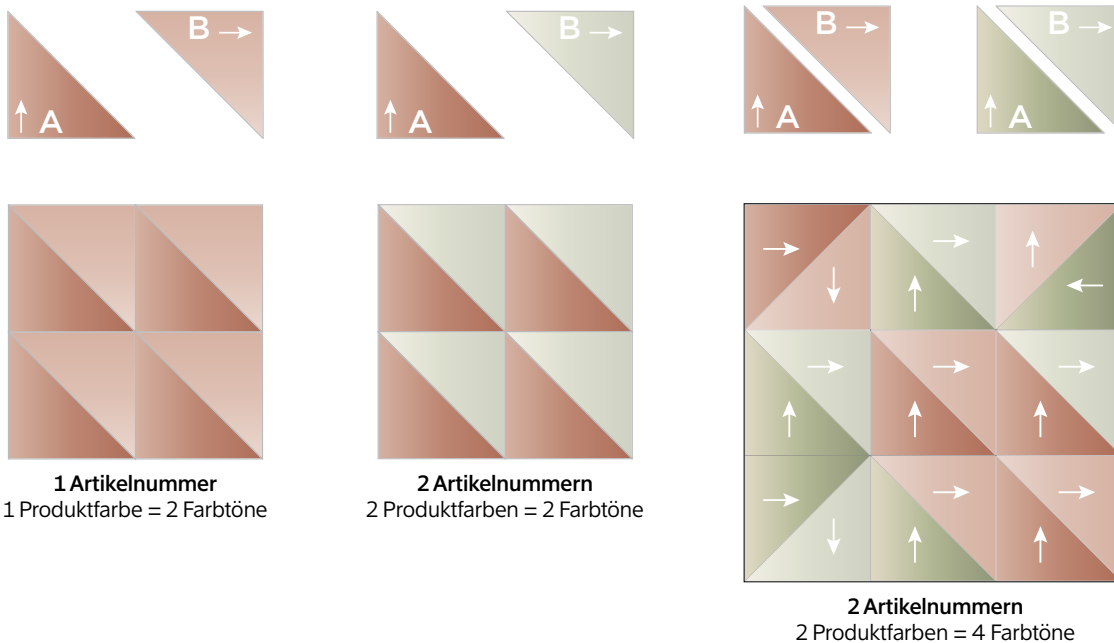 B
A
B
A
B
A
B
A
1 Artikelnummer
1 Produktfarbe = 2 Farbtöne
2 Artikelnummern
2 Produktfarben = 2 Farbtöne
2 Artikelnummern
2 Produktfarben = 4 Farbtöne